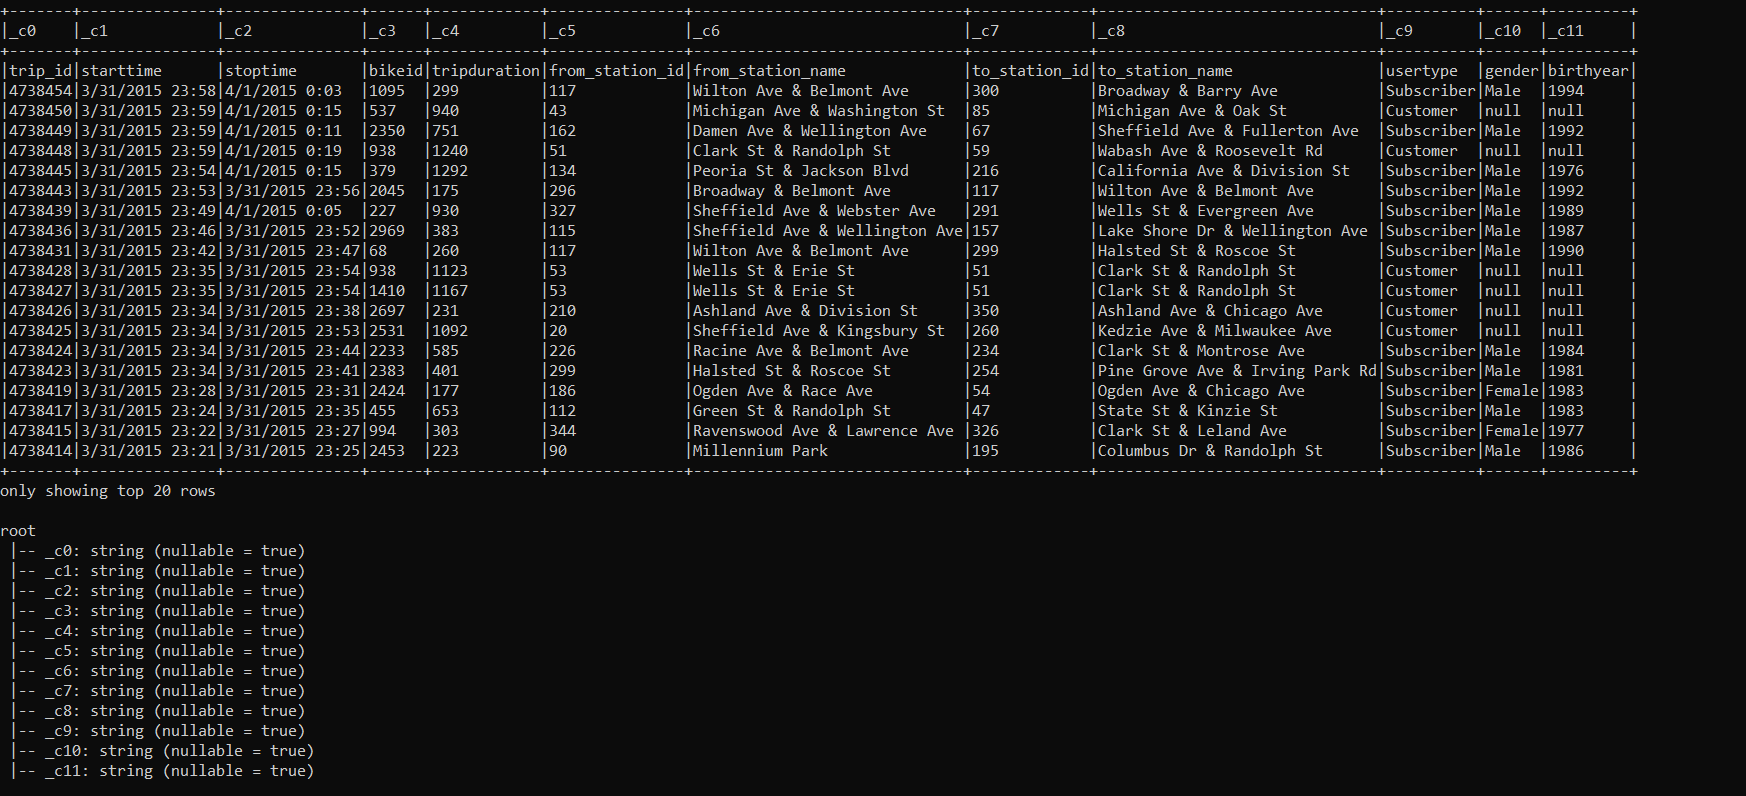 +-------+---------------+---------------+------+------------+---------------+------------------------------+-------------+-------------------------------+----------+------+---------+
|_c0    |_c1            |_c2            |_c3   |_c4         |_c5            |_c6                           |_c7          |_c8                            |_c9       |_c10  |_c11     |
+-------+---------------+---------------+------+------------+---------------+------------------------------+-------------+-------------------------------+----------+------+---------+
|trip_id|starttime      |stoptime       |bikeid|tripduration|from_station_id|from_station_name             |to_station_id|to_station_name                |usertype  |gender|birthyear|
|4738454|3/31/2015 23:58|4/1/2015 0:03  |1095  |299         |117            |Wilton Ave & Belmont Ave      |300          |Broadway & Barry Ave           |Subscriber|Male  |1994     |
|4738450|3/31/2015 23:59|4/1/2015 0:15  |537   |940         |43             |Michigan Ave & Washington St  |85           |Michigan Ave & Oak St          |Customer  |null  |null     |
|4738449|3/31/2015 23:59|4/1/2015 0:11  |2350  |751         |162            |Damen Ave & Wellington Ave    |67           |Sheffield Ave & Fullerton Ave  |Subscriber|Male  |1992     |
|4738448|3/31/2015 23:59|4/1/2015 0:19  |938   |1240        |51             |Clark St & Randolph St        |59           |Wabash Ave & Roosevelt Rd      |Customer  |null  |null     |
|4738445|3/31/2015 23:54|4/1/2015 0:15  |379   |1292        |134            |Peoria St & Jackson Blvd      |216          |California Ave & Division St   |Subscriber|Male  |1976     |
|4738443|3/31/2015 23:53|3/31/2015 23:56|2045  |175         |296            |Broadway & Belmont Ave        |117          |Wilton Ave & Belmont Ave       |Subscriber|Male  |1992     |
|4738439|3/31/2015 23:49|4/1/2015 0:05  |227   |930         |327            |Sheffield Ave & Webster Ave   |291          |Wells St & Evergreen Ave       |Subscriber|Male  |1989     |
|4738436|3/31/2015 23:46|3/31/2015 23:52|2969  |383         |115            |Sheffield Ave & Wellington Ave|157          |Lake Shore Dr & Wellington Ave |Subscriber|Male  |1987     |
|4738431|3/31/2015 23:42|3/31/2015 23:47|68    |260         |117            |Wilton Ave & Belmont Ave      |299          |Halsted St & Roscoe St         |Subscriber|Male  |1990     |
|4738428|3/31/2015 23:35|3/31/2015 23:54|938   |1123        |53             |Wells St & Erie St            |51           |Clark St & Randolph St         |Customer  |null  |null     |
|4738427|3/31/2015 23:35|3/31/2015 23:54|1410  |1167        |53             |Wells St & Erie St            |51           |Clark St & Randolph St         |Customer  |null  |null     |
|4738426|3/31/2015 23:34|3/31/2015 23:38|2697  |231         |210            |Ashland Ave & Division St     |350          |Ashland Ave & Chicago Ave      |Customer  |null  |null     |
|4738425|3/31/2015 23:34|3/31/2015 23:53|2531  |1092        |20             |Sheffield Ave & Kingsbury St  |260          |Kedzie Ave & Milwaukee Ave     |Customer  |null  |null     |
|4738424|3/31/2015 23:34|3/31/2015 23:44|2233  |585         |226            |Racine Ave & Belmont Ave      |234          |Clark St & Montrose Ave        |Subscriber|Male  |1984     |
|4738423|3/31/2015 23:34|3/31/2015 23:41|2383  |401         |299            |Halsted St & Roscoe St        |254          |Pine Grove Ave & Irving Park Rd|Subscriber|Male  |1981     |
|4738419|3/31/2015 23:28|3/31/2015 23:31|2424  |177         |186            |Ogden Ave & Race Ave          |54           |Ogden Ave & Chicago Ave        |Subscriber|Female|1983     |
|4738417|3/31/2015 23:24|3/31/2015 23:35|455   |653         |112            |Green St & Randolph St        |47           |State St & Kinzie St           |Subscriber|Male  |1983     |
|4738415|3/31/2015 23:22|3/31/2015 23:27|994   |303         |344            |Ravenswood Ave & Lawrence Ave |326          |Clark St & Leland Ave          |Subscriber|Female|1977     |
|4738414|3/31/2015 23:21|3/31/2015 23:25|2453  |223         |90             |Millennium Park               |195          |Columbus Dr & Randolph St      |Subscriber|Male  |1986     |
+-------+---------------+---------------+------+------------+---------------+------------------------------+-------------+-------------------------------+----------+------+---------+
only showing top 20 rows

root
 |-- _c0: string (nullable = true)
 |-- _c1: string (nullable = true)
 |-- _c2: string (nullable = true)
 |-- _c3: string (nullable = true)
 |-- _c4: string (nullable = true)
 |-- _c5: string (nullable = true)
 |-- _c6: string (nullable = true)
 |-- _c7: string (nullable = true)
 |-- _c8: string (nullable = true)
 |-- _c9: string (nullable = true)
 |-- _c10: string (nullable = true)
 |-- _c11: string (nullable = true)